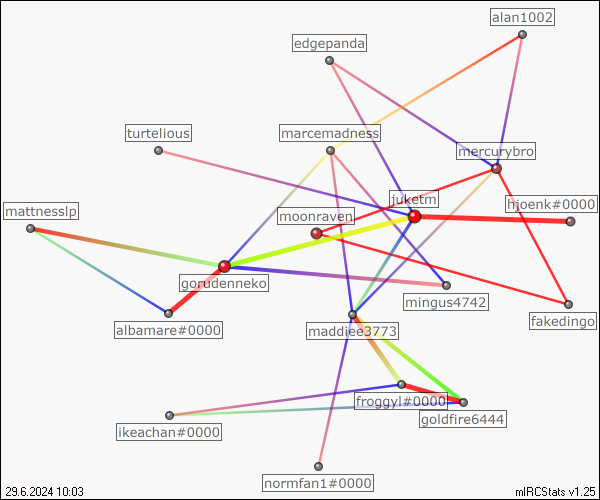 alan1002
edgepanda
turtelious
marcemadness
mercurybro
juketm
hjoenk#0000
mattnesslp
moonraven
gorudenneko
mingus4742
fakedingo
albamare#0000
maddiee3773
froggyl#0000
goldfire6444
ikeachan#0000
normfan1#0000
29.6.2024 10:03
mIRCStats v1.25